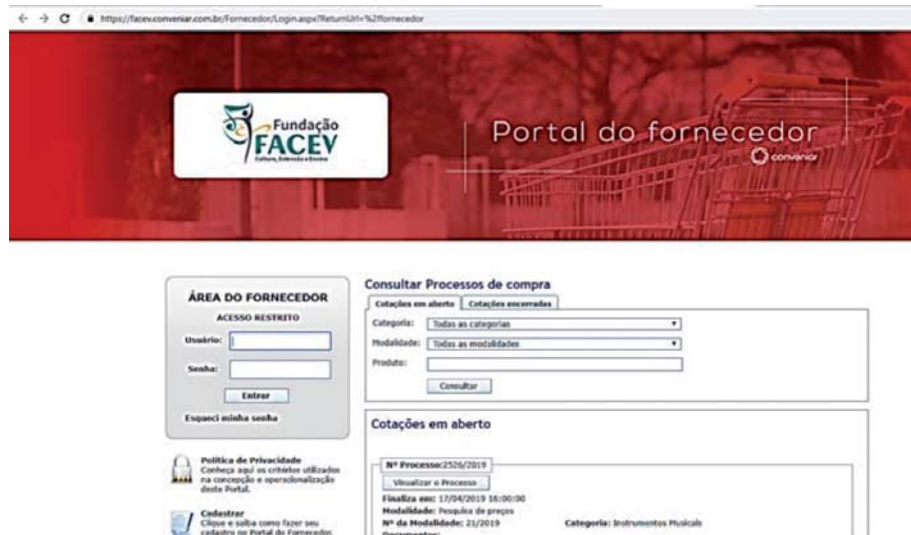 https://facev.conveniar.com.br/Fornecedor/Login.aspx?ReturnUrl=%2ffornecedor
Fundação
FACEV
Cultura, Extensão e Ensino
Portal do fornecedor
conveniar
ÁREA DO FORNECEDOR
ACESSO RESTRITO
Usuário:
Senha:
Entrar
Esqueci minha senha
Política de Privacidade
Conheça aqui os critérios utilizados
na concepção e operacionalização
deste Portal.
Cadastrar
Clique e saiba como fazer seu
cadastro no Portal do Fornecedor.
Consultar Processos de compra
Cotações em aberto Cotações encerradas
Categoria: Todas as categorias
Modalidade: Todas as modalidades
Produto:
Consultar
Cotações em aberto
Nº Processo:2526/2019
Visualizar o Processo
Finaliza em: 17/04/2019 16:00:00
Modalidade: Pesquisa de preços
Nº da Modalidade: 21/2019 Categoria: Instrumentos Musicais
Documentos: